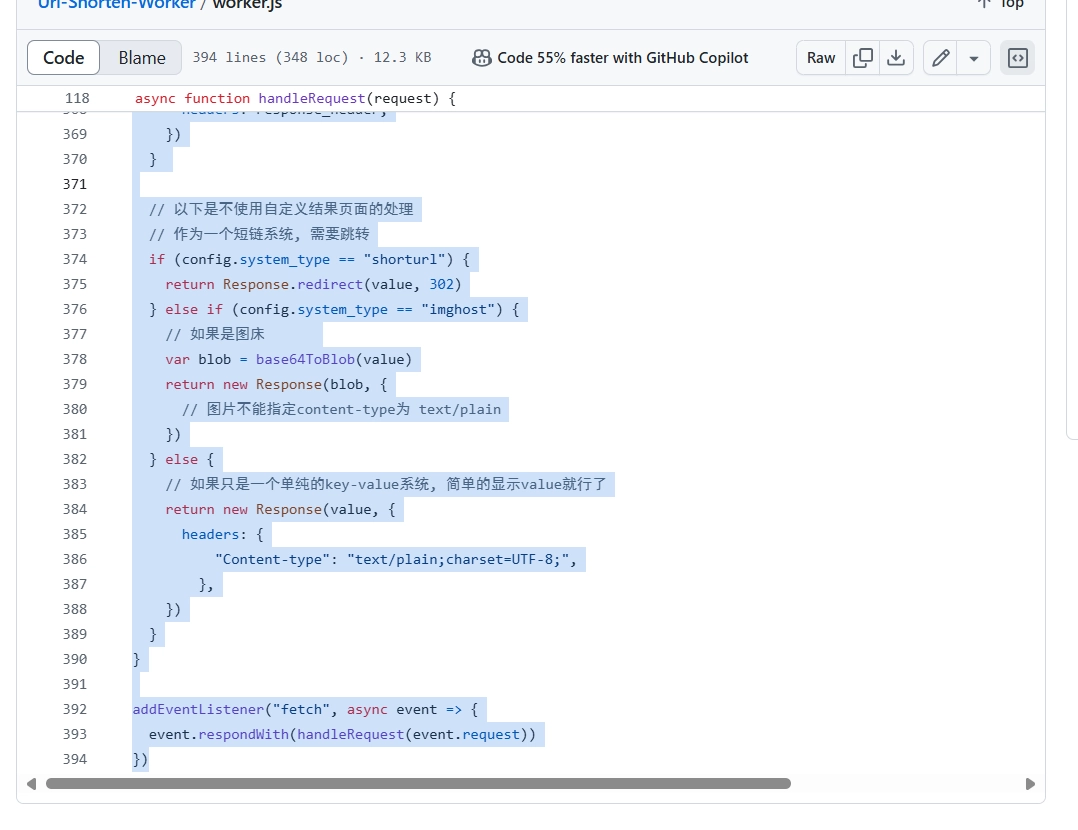 Url-Shorten-Worker / worker.js
Top
Code Blame 394 lines (348 loc) · 12.3 KB Code 55% faster with GitHub Copilot Raw
118 async function handleRequest(request) {
368 headers: response_header,
369 })
370 }
371
372 // 以下是不使用自定义结果页面的处理
373 // 作为一个短链系统, 需要跳转
374 if (config.system_type == "shorturl") {
375 return Response.redirect(value, 302)
376 } else if (config.system_type == "imghost") {
377 // 如果是图床
378 var blob = base64ToBlob(value)
379 return new Response(blob, {
380 // 图片不能指定content-type为 text/plain
381 })
382 } else {
383 // 如果只是一个单纯的key-value系统, 简单的显示value就行了
384 return new Response(value, {
385 headers: {
386 "Content-type": "text/plain;charset=UTF-8;",
387 },
388 })
389 }
390 }
391
392 addEventListener("fetch", async event => {
393 event.respondWith(handleRequest(event.request))
394 })